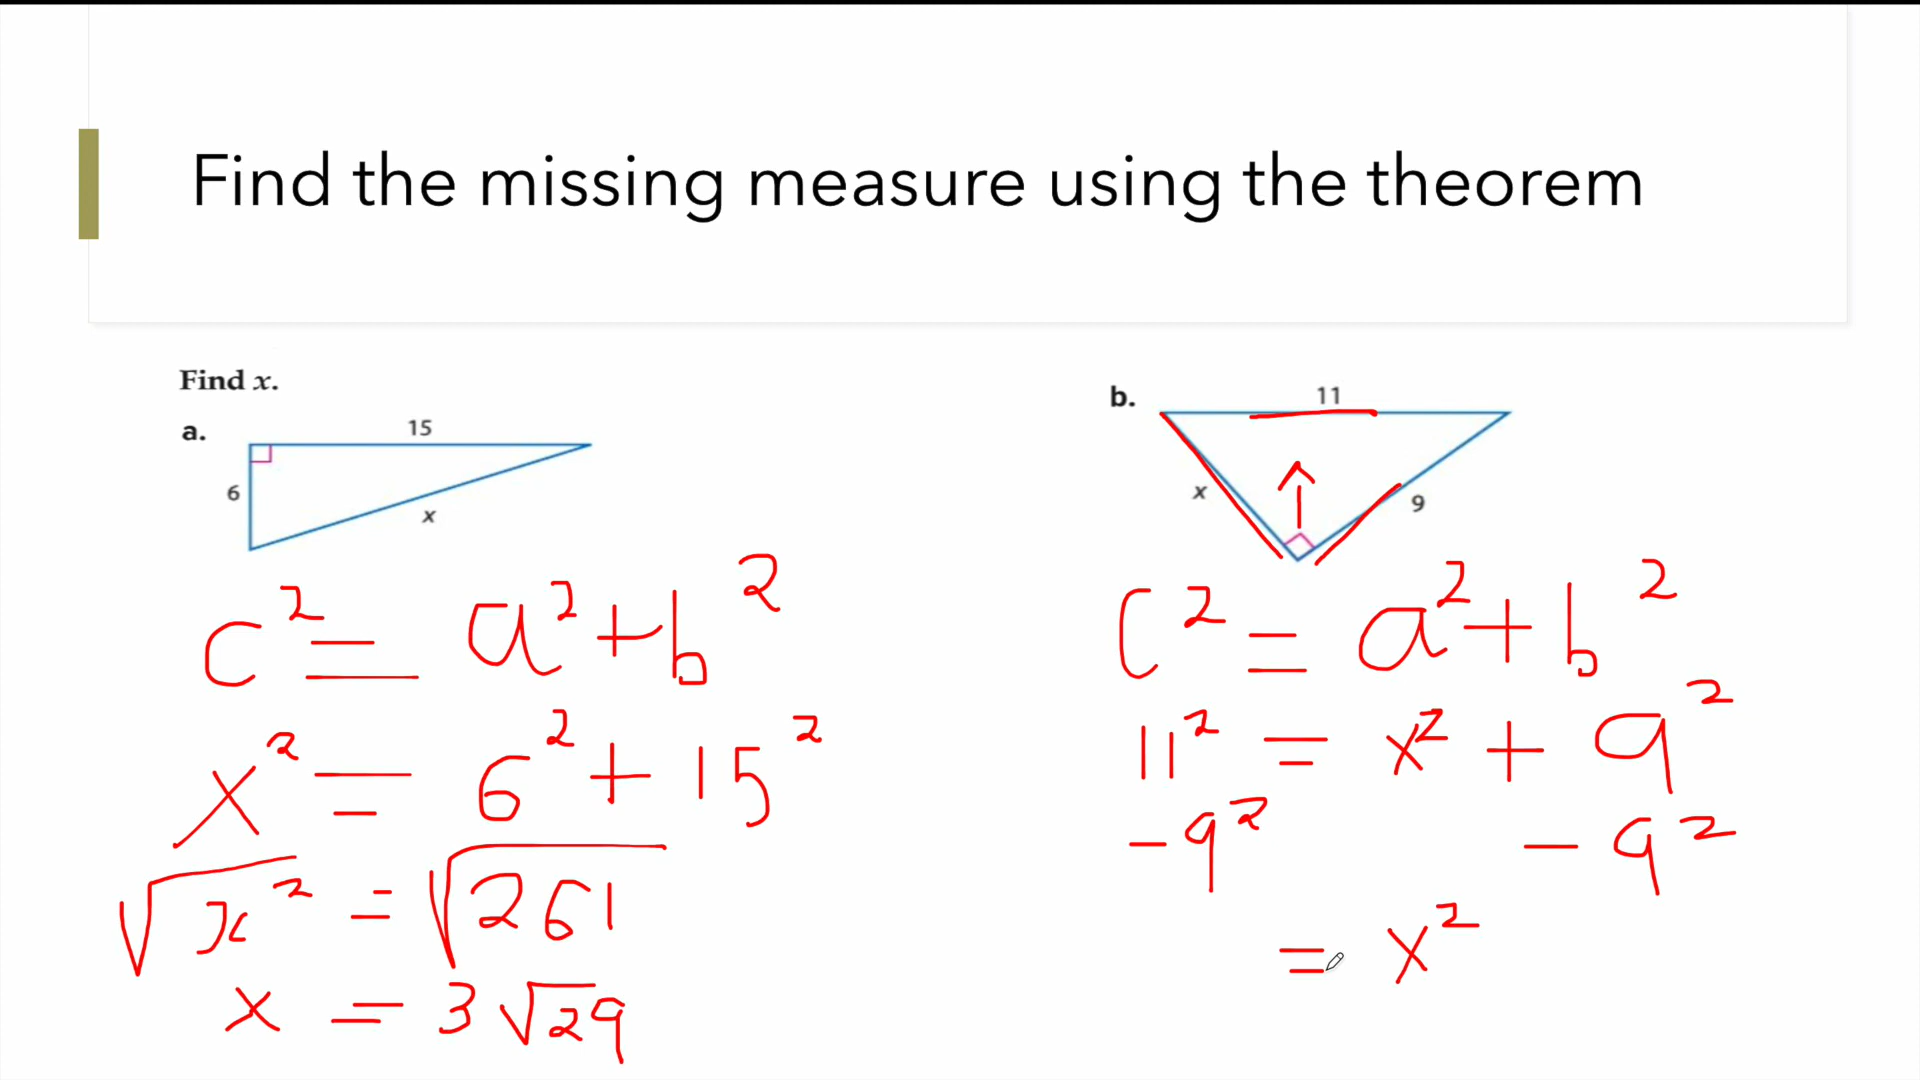 Find the missing measure using the theorem
Find x.
a.
15
6
x
c² = a² + b²
x² = 6² + 15²
√x² = √261
x = 3√29
b.
11
x
9
c² = a² + b²
11² = x² + 9²
- 9² - 9²
= x²